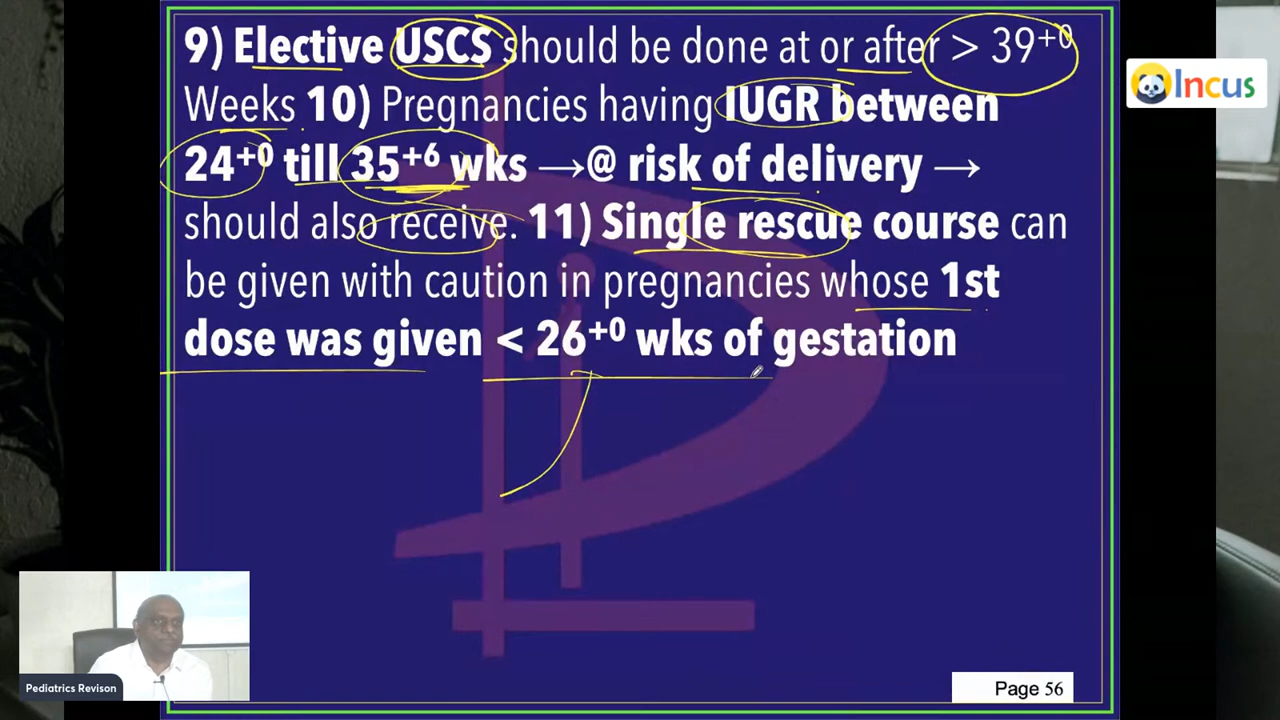 9) Elective USCS should be done at or after > 39+0
Weeks 10) Pregnancies having IUGR between
24+0 till 35+6 wks →@ risk of delivery →
should also receive. 11) Single rescue course can
be given with caution in pregnancies whose 1st
dose was given < 26+0 wks of gestation
Incus
Pediatrics Revison
Page 56